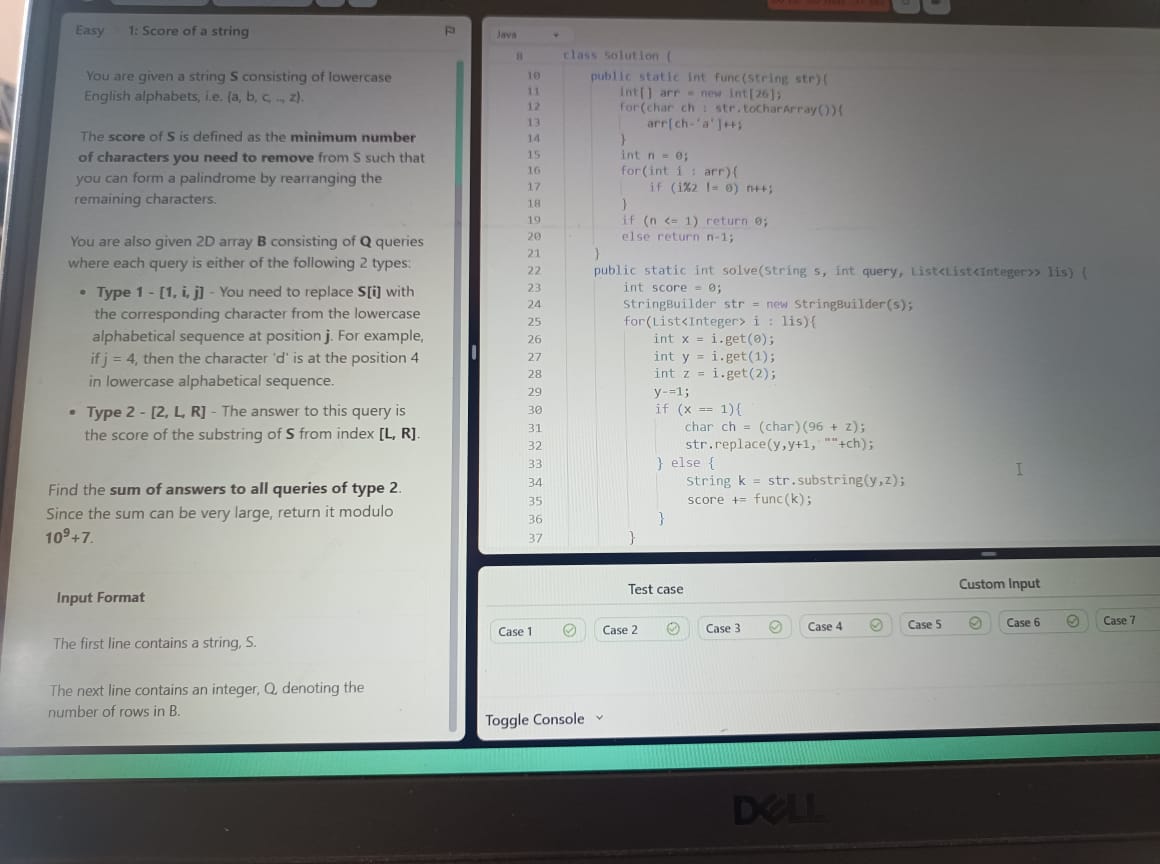 Easy 1: Score of a string
You are given a string S consisting of lowercase
English alphabets, i.e. {a, b, c, .., z}.
The score of S is defined as the minimum number
of characters you need to remove from S such that
you can form a palindrome by rearranging the
remaining characters.
You are also given 2D array B consisting of Q queries
where each query is either of the following 2 types:
• Type 1 - [1, i, j] - You need to replace S[i] with
the corresponding character from the lowercase
alphabetical sequence at position j. For example,
if j = 4, then the character 'd' is at the position 4
in lowercase alphabetical sequence.
• Type 2 - [2, L, R] - The answer to this query is
the score of the substring of S from index [L, R].
Find the sum of answers to all queries of type 2.
Since the sum can be very large, return it modulo
10⁹+7.
Input Format
The first line contains a string, S.
The next line contains an integer, Q, denoting the
number of rows in B.
Java
8 class Solution {
10 public static int func(String str){
11 int[] arr = new int[26];
12 for(char ch : str.toCharArray()){
13 arr[ch-'a']++;
14 }
15 int n = 0;
16 for(int i : arr){
17 if (i%2 != 0) n++;
18 }
19 if (n <= 1) return 0;
20 else return n-1;
21 }
22 public static int solve(String s, int query, List<List<Integer>> lis) {
23 int score = 0;
24 StringBuilder str = new StringBuilder(s);
25 for(List<Integer> i : lis){
26 int x = i.get(0);
27 int y = i.get(1);
28 int z = i.get(2);
29 y-=1;
30 if (x == 1){
31 char ch = (char)(96 + z);
32 str.replace(y,y+1, ""+ch);
33 } else {
34 String k = str.substring(y,z);
35 score += func(k);
36 }
37 }
Test case Custom Input
Case 1 Case 2 Case 3 Case 4 Case 5 Case 6 Case 7
Toggle Console
DELL